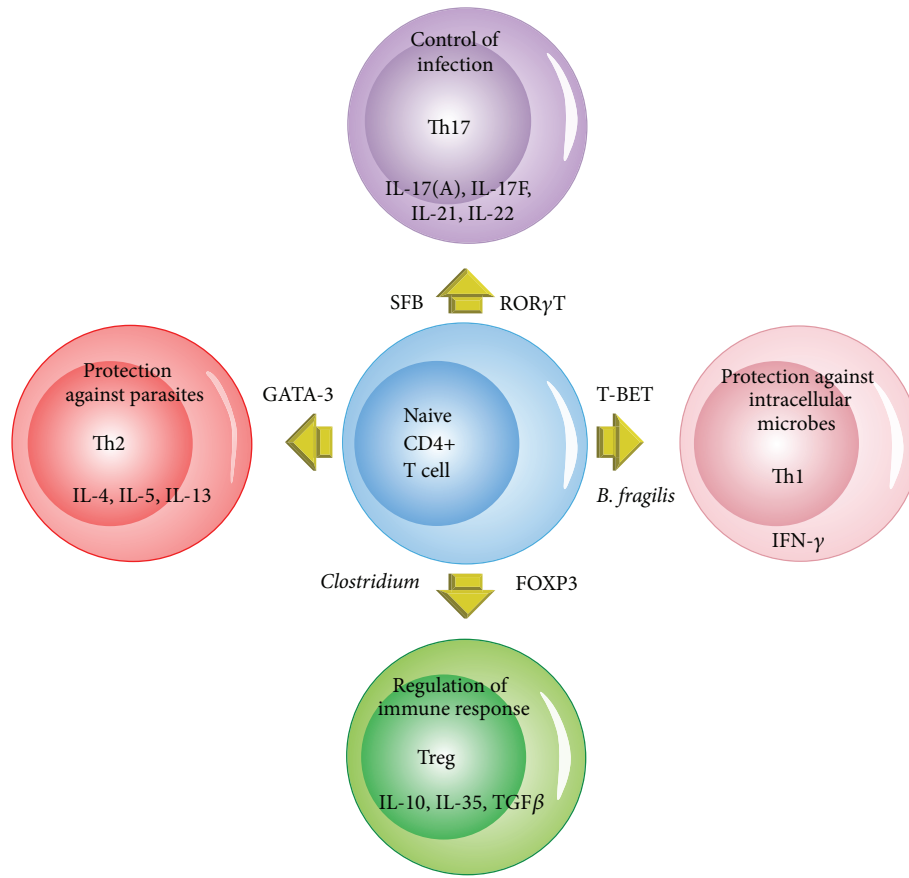 Control of
infection
Th17
IL-17(A), IL-17F,
IL-21, IL-22
SFB
RORγT
Protection
against parasites
Th2
IL-4, IL-5, IL-13
GATA-3
Naive
CD4+
T cell
T-BET
B. fragilis
Protection against
intracellular
microbes
Th1
IFN-γ
Clostridium
FOXP3
Regulation of
immune response
Treg
IL-10, IL-35, TGFβ